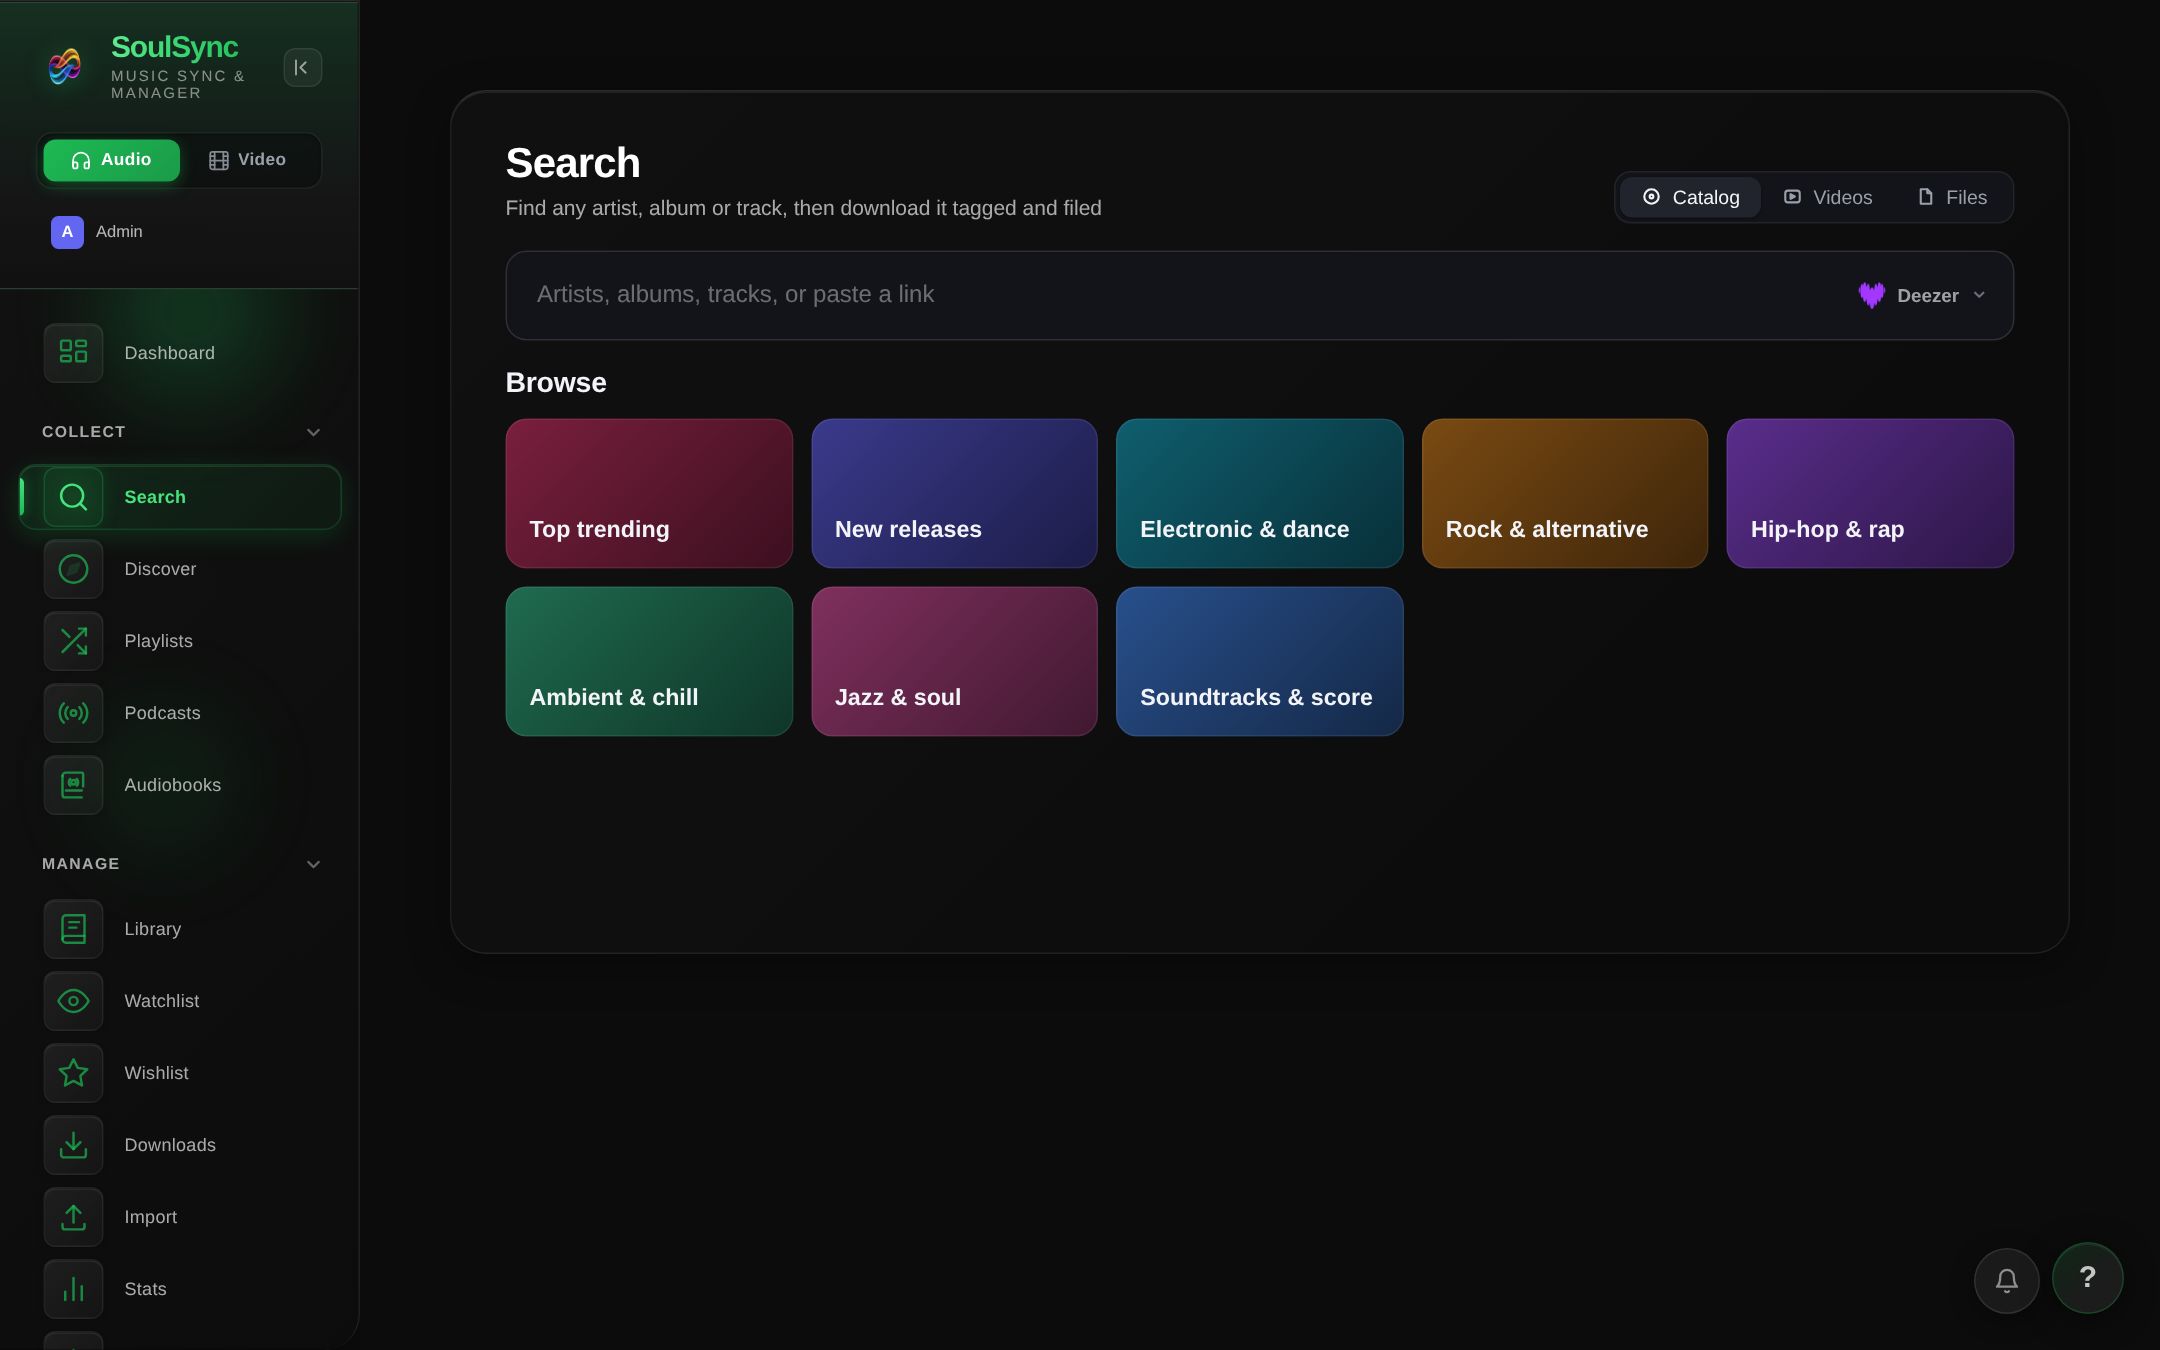 SoulSync
MUSIC SYNC &
MANAGER
Audio
Video
A
Admin
Dashboard
COLLECT
Search
Discover
Playlists
Podcasts
Audiobooks
MANAGE
Library
Watchlist
Wishlist
Downloads
Import
Stats
Search
Find any artist, album or track, then download it tagged and filed
Catalog
Videos
Files
Artists, albums, tracks, or paste a link
Deezer
Browse
Top trending
New releases
Electronic & dance
Rock & alternative
Hip-hop & rap
Ambient & chill
Jazz & soul
Soundtracks & score
?